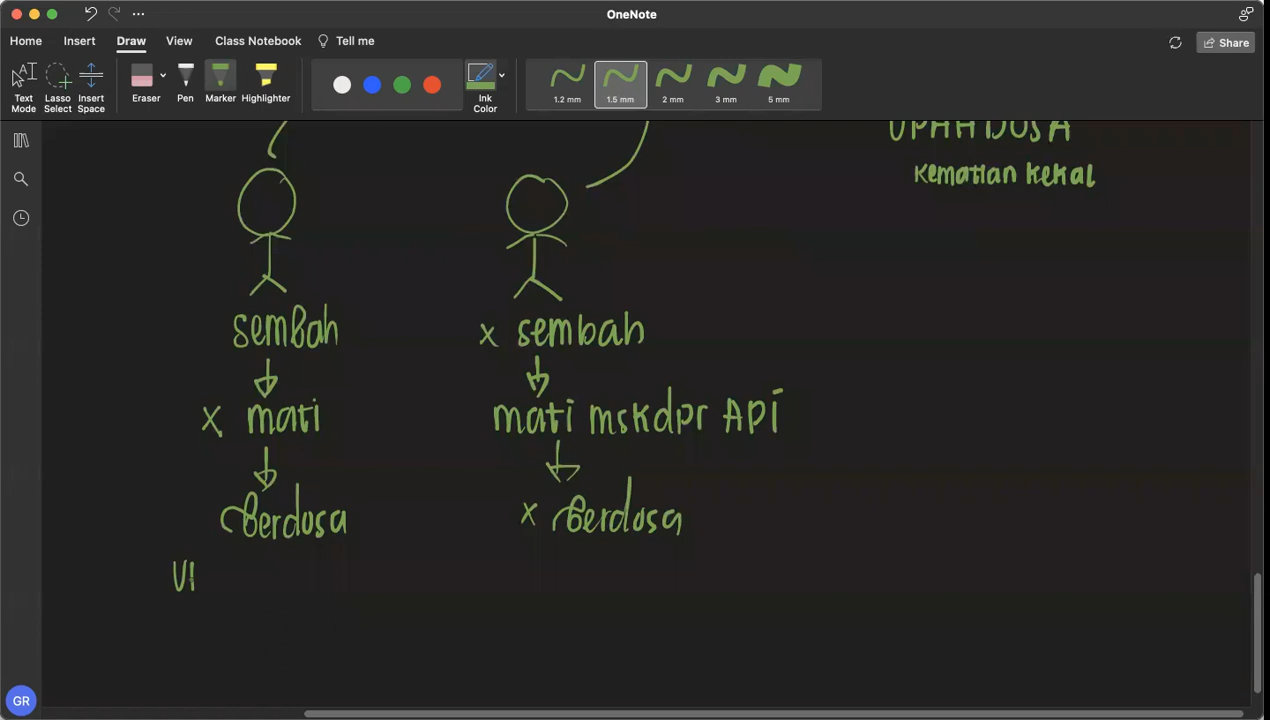 OneNote
Home Insert Draw View Class Notebook Tell me Share
Text Mode
Lasso Select
Insert Space
Eraser
Pen
Marker
Highlighter
Ink Color
1.2 mm
1.5 mm
2 mm
3 mm
5 mm
UPAH DOSA
Kematian kekal
sembah
x sembah
x mati
mati mskdpr API
Berdosa
x Berdosa
GR